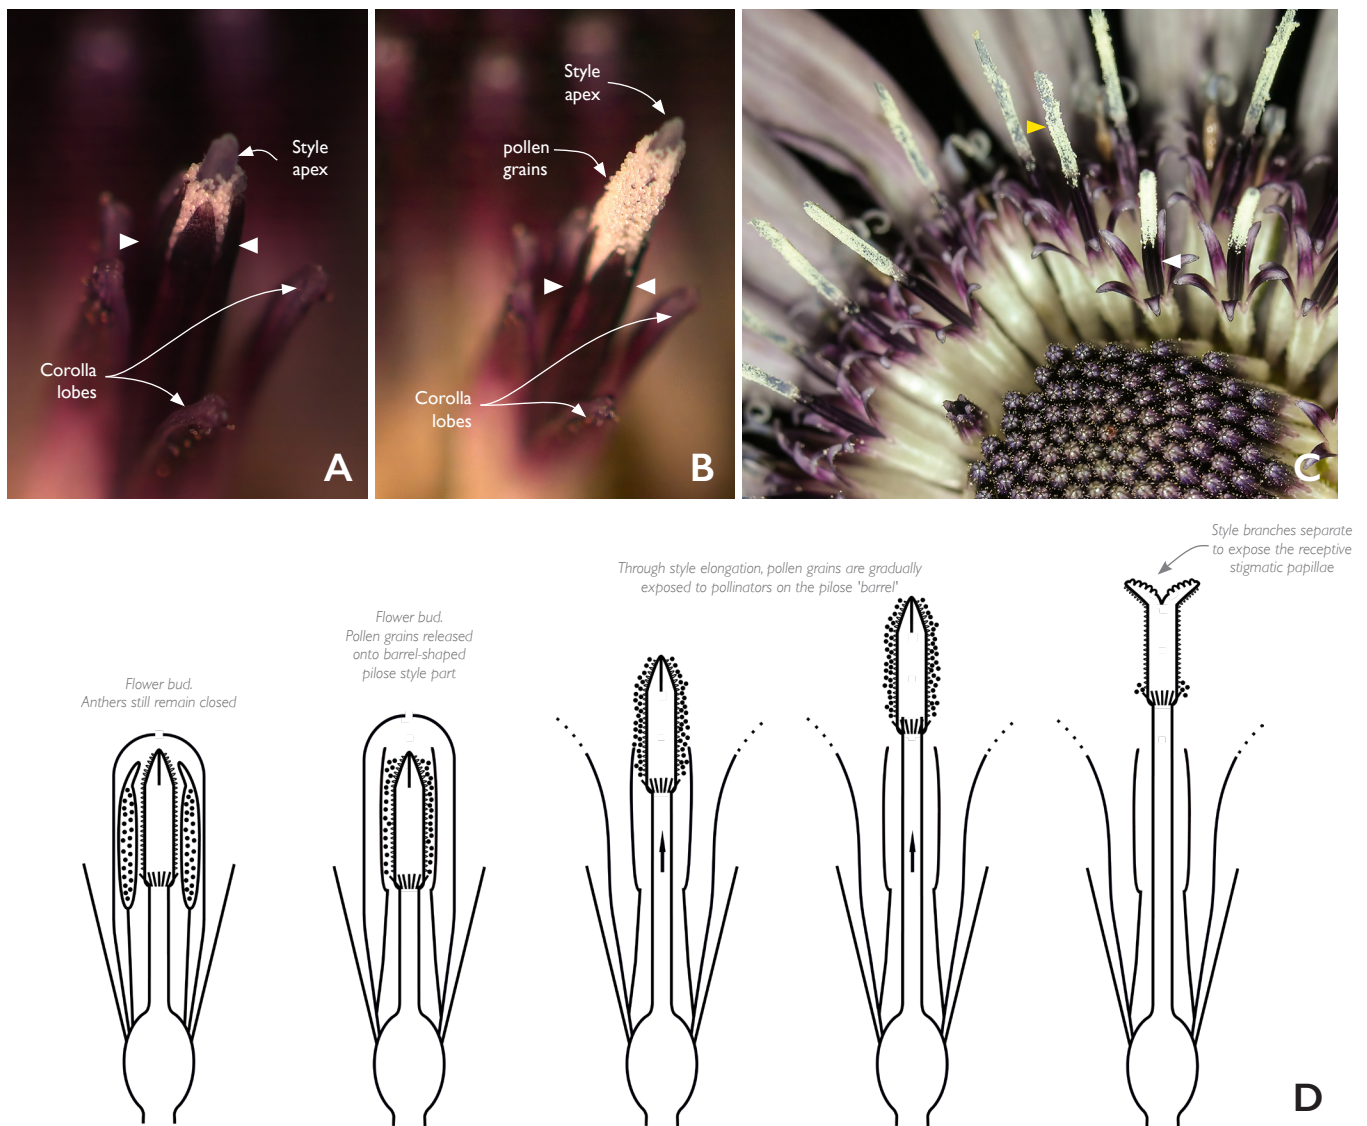 Style
apex
Corolla
lobes
A
Style
apex
pollen
grains
Corolla
lobes
B
C
Flower bud.
Anthers still remain closed
Flower bud.
Pollen grains released
onto barrel-shaped
pilose style part
Through style elongation, pollen grains are gradually
exposed to pollinators on the pilose 'barrel'
Style branches separate
to expose the receptive
stigmatic papillae
D